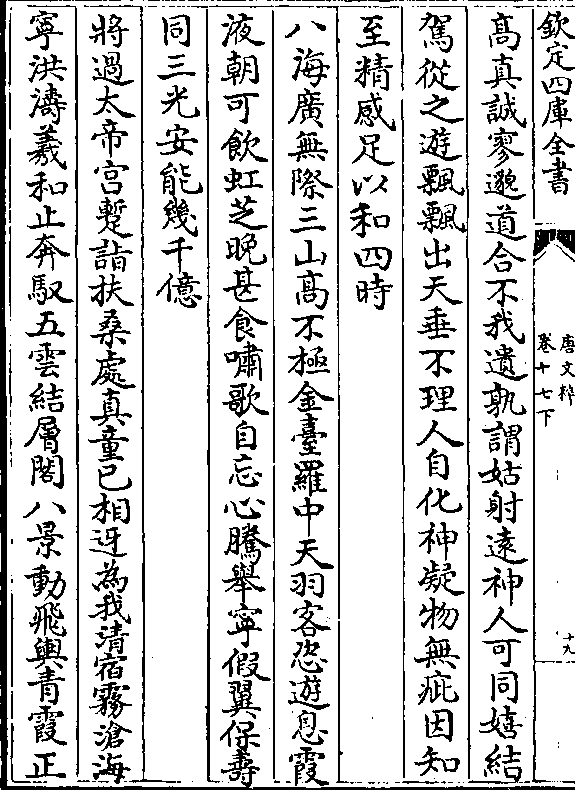 欽定四庫全書
唐文粹
卷十七下
十九
高真誠寥邈道合不我遺孰謂姑射遠神人可同嬉結
駕從之遊飄飄出天垂不理人自化神凝物無疵因知
至精感足以和四時
八海廣無際三山高不極金臺羅中天羽客恣遊息霞
液朝可飲虹芝晚甚食嘯歌自忘心騰舉寧假翼保壽
同三光安能幾千億
將過太帝宮蹔詣扶桑處真童已相迓為我清宿霧滄海
寧洪濤羲和止奔馭五雲結層閣八景動飛輿青霞正